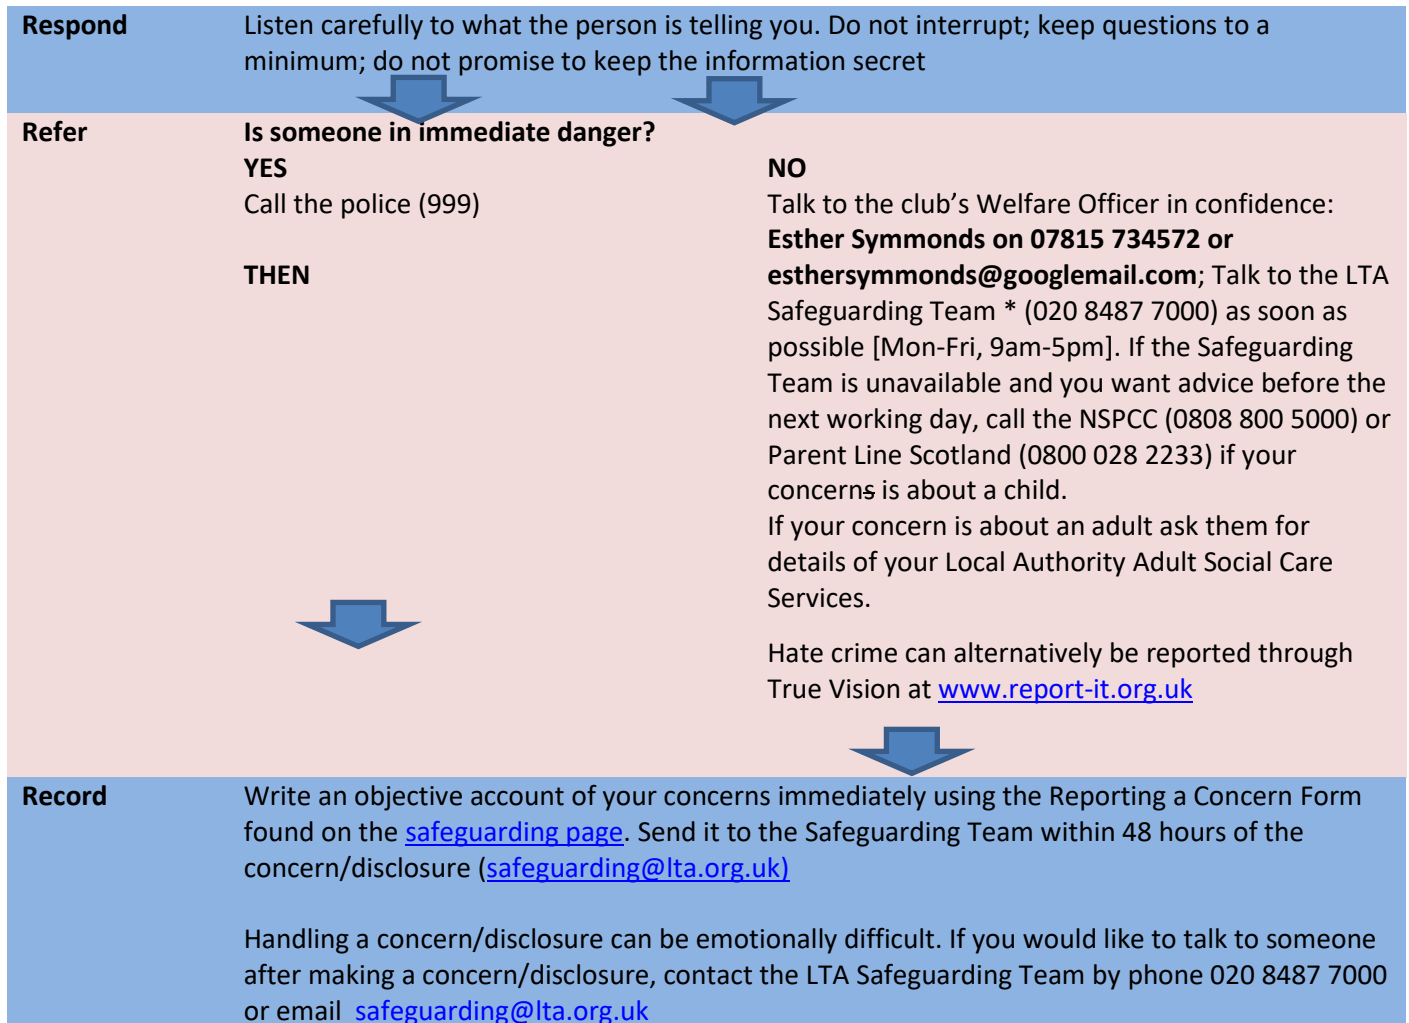 Respond
Listen carefully to what the person is telling you. Do not interrupt; keep questions to a
minimum; do not promise to keep the information secret
Refer
Is someone in immediate danger?
YES
Call the police (999)
THEN
NO
Talk to the club’s Welfare Officer in confidence:
Esther Symmonds on 07815 734572 or
esthersymmonds@googlemail.com; Talk to the LTA
Safeguarding Team * (020 8487 7000) as soon as
possible [Mon-Fri, 9am-5pm]. If the Safeguarding
Team is unavailable and you want advice before the
next working day, call the NSPCC (0808 800 5000) or
Parent Line Scotland (0800 028 2233) if your
concerns is about a child.
If your concern is about an adult ask them for
details of your Local Authority Adult Social Care
Services.
Hate crime can alternatively be reported through
True Vision at www.report-it.org.uk
Record
Write an objective account of your concerns immediately using the Reporting a Concern Form
found on the safeguarding page. Send it to the Safeguarding Team within 48 hours of the
concern/disclosure (safeguarding@lta.org.uk)
Handling a concern/disclosure can be emotionally difficult. If you would like to talk to someone
after making a concern/disclosure, contact the LTA Safeguarding Team by phone 020 8487 7000
or email safeguarding@lta.org.uk